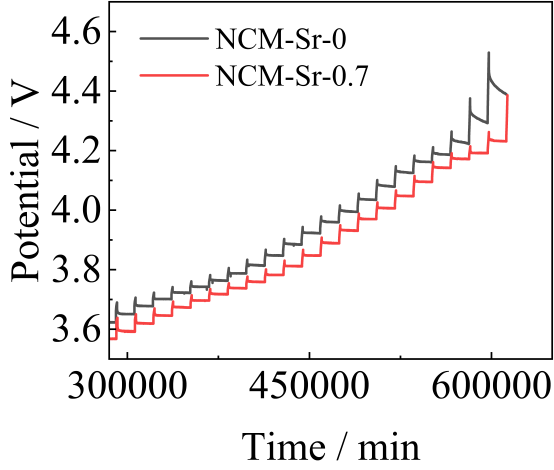 NCM-Sr-0
NCM-Sr-0.7
Potential / V
4.6
4.4
4.2
4.0
3.8
3.6
300000 450000 600000
Time / min